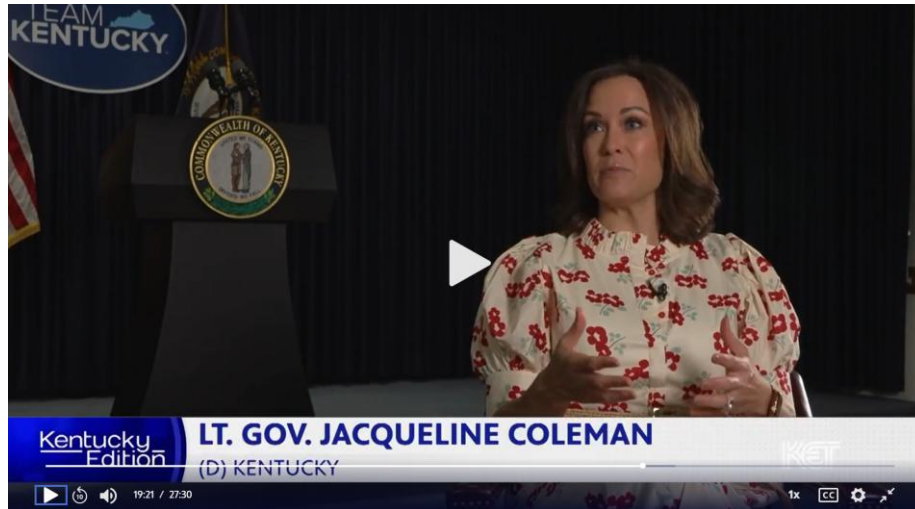 TEAM
KENTUCKY
COMMONWEALTH OF KENTUCKY
LT. GOV. JACQUELINE COLEMAN
Kentucky
Edition
(D) KENTUCKY
KET
10
19:21 / 27:30
1x
CC